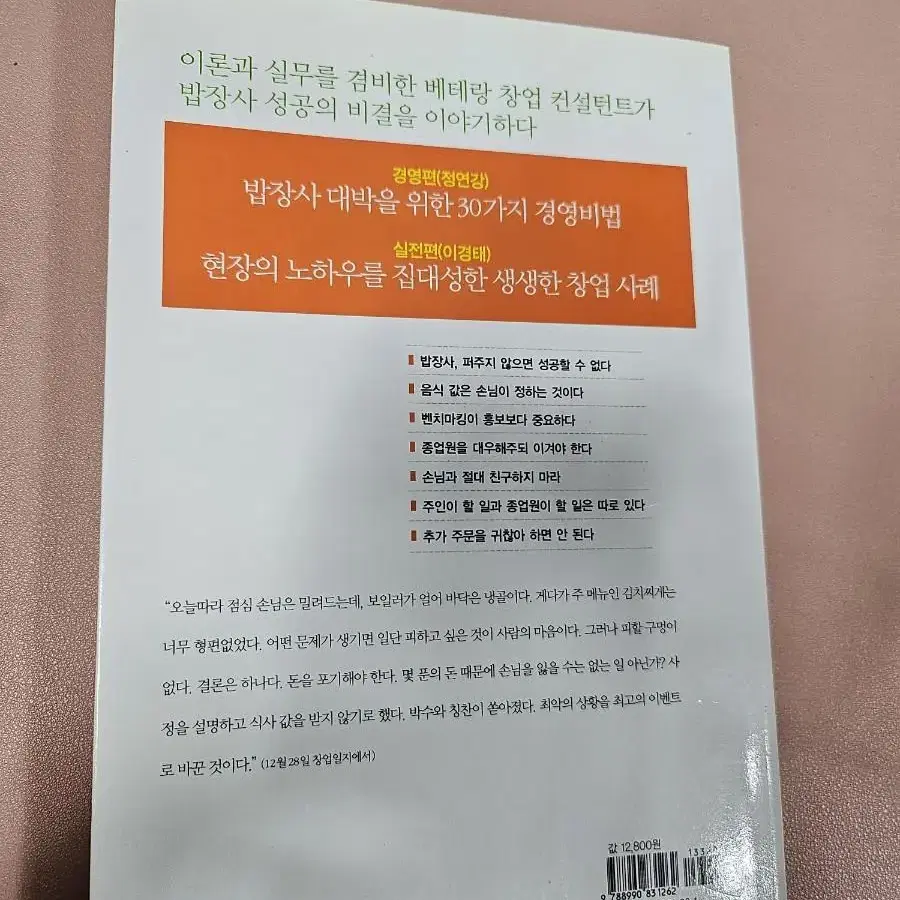 이론과 실무를 겸비한 베테랑 창업 컨설턴트가
밥장사 성공의 비결을 이야기하다
경영편(정연강)
밥장사 대박을 위한 30가지 경영비법
실전편(이경태)
현장의 노하우를 집대성한 생생한 창업 사례
밥장사, 퍼주지 않으면 성공할 수 없다
음식 값은 손님이 정하는 것이다
벤치마킹이 홍보보다 중요하다
종업원을 대우해주되 이겨야 한다
손님과 절대 친구하지 마라
주인이 할 일과 종업원이 할 일은 따로 있다
추가 주문을 귀찮아 하면 안 된다
“오늘따라 점심 손님은 밀려드는데, 보일러가 얼어 바닥은 냉골이다. 게다가 주 메뉴인 김치찌개는
너무 형편없었다. 어떤 문제가 생기면 일단 피하고 싶은 것이 사람의 마음이다. 그러나 피할 구멍이
없다. 결론은 하나다. 돈을 포기해야 한다. 몇 푼의 돈 때문에 손님을 잃을 수는 없는 일 아닌가? 사
정을 설명하고 식사 값을 받지 않기로 했다. 박수와 칭찬이 쏟아졌다. 최악의 상황을 최고의 이벤트
로 바꾼 것이다.” (12월 28일 창업일지에서)
값 12,800원
9 788990 831262